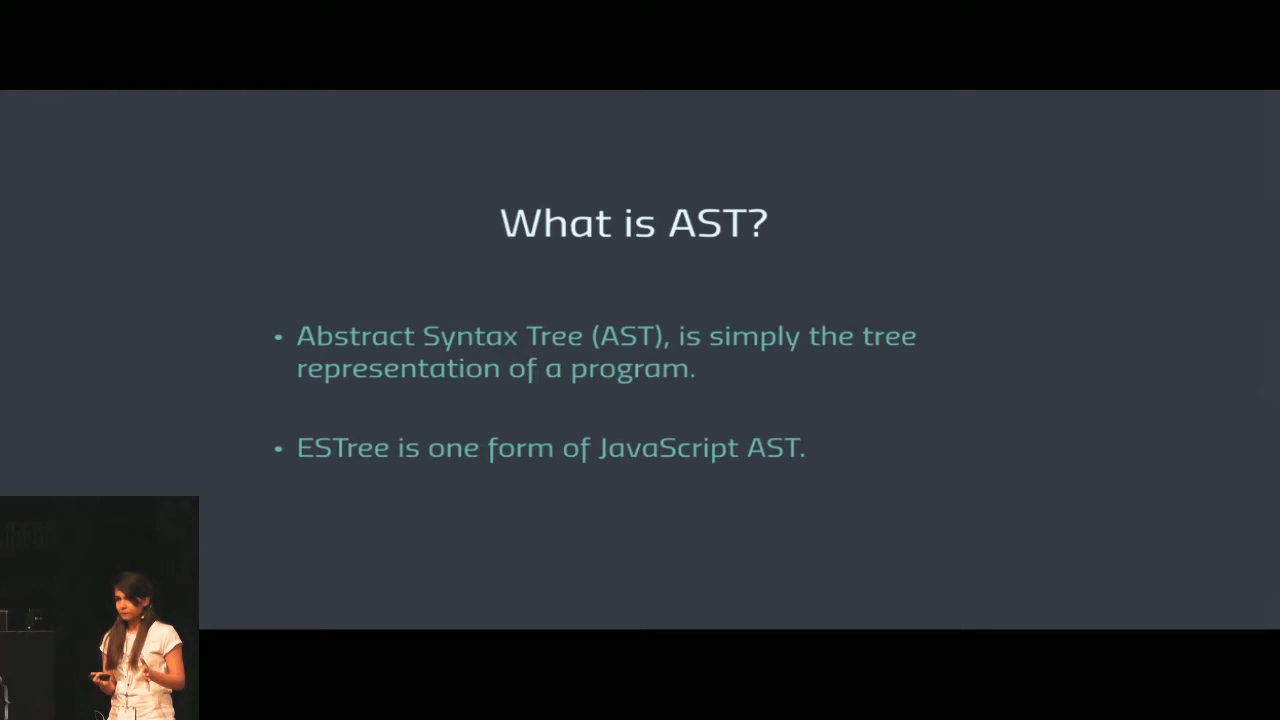 What is AST?
• Abstract Syntax Tree (AST), is simply the tree
representation of a program.
• ESTree is one form of JavaScript AST.